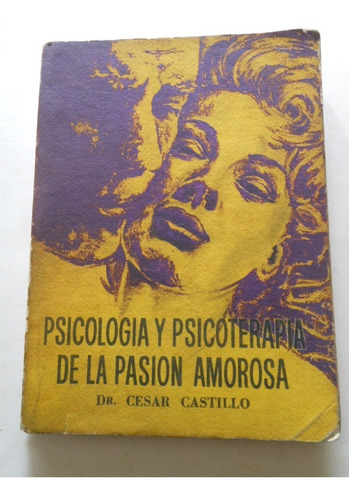 PSICOLOGIA Y PSICOTERAPIA
DE LA PASION AMOROSA
DR. CESAR CASTILLO